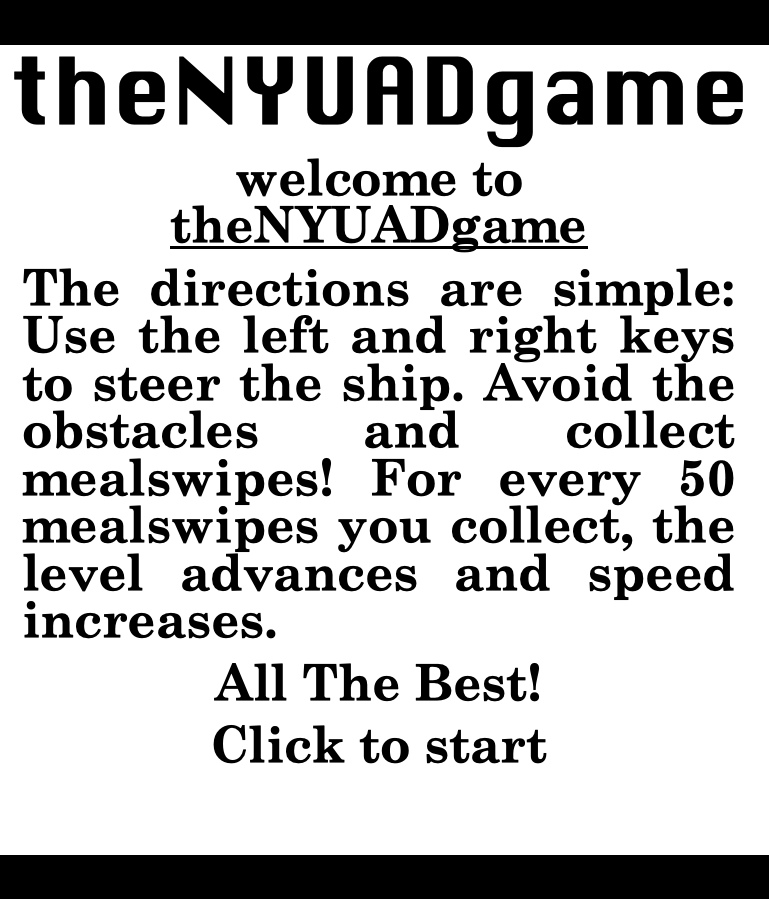 theNYUADgame
welcome to
theNYUADgame
The directions are simple:
Use the left and right keys
to steer the ship. Avoid the
obstacles and collect
mealswipes! For every 50
mealswipes you collect, the
level advances and speed
increases.
All The Best!
Click to start